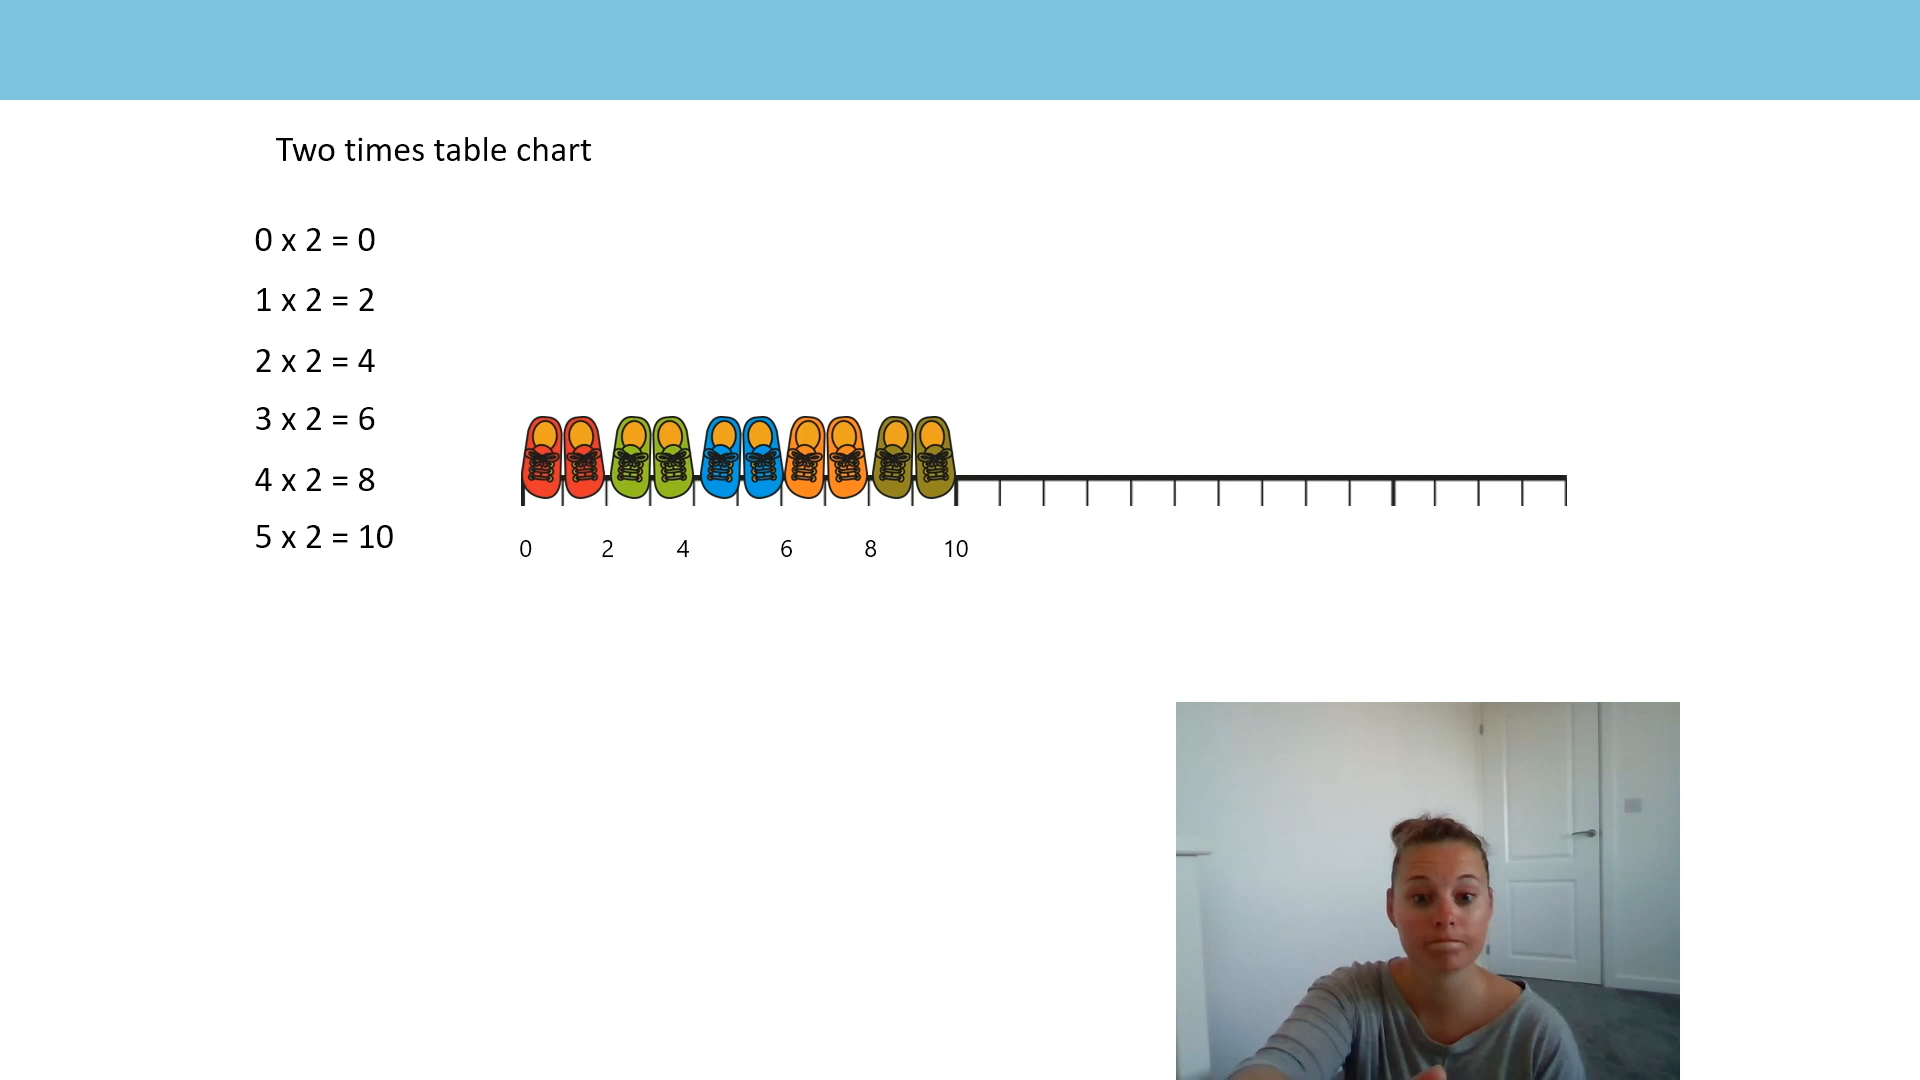 Two times table chart
0 x 2 = 0
1 x 2 = 2
2 x 2 = 4
3 x 2 = 6
4 x 2 = 8
5 x 2 = 10
0 2 4 6 8 10